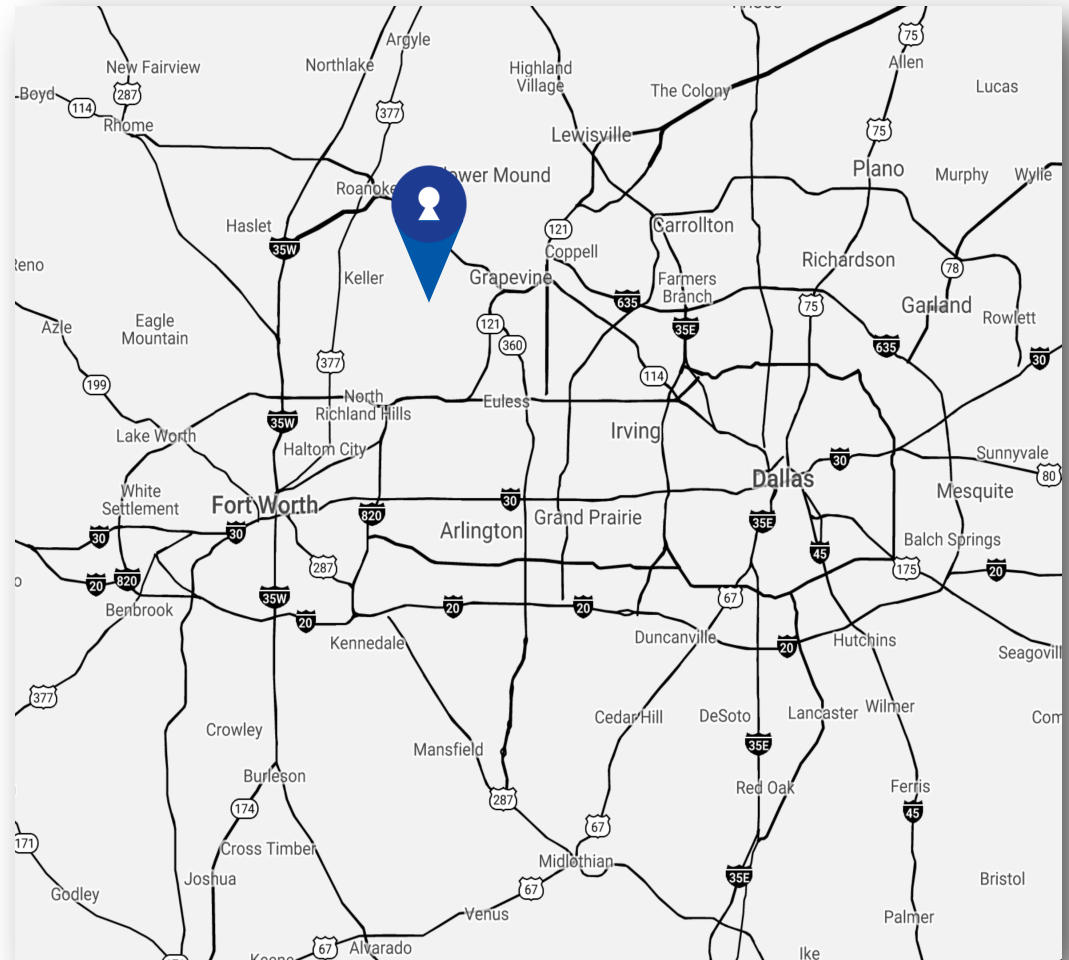 Argyle
75
New Fairview
Northlake
Allen
Highland
Village
Lucas
287
The Colony
Boyd
114
377
Rhome
75
Lewisville
Plano
ower Mound
Murphy
Wylie
Roanoke
Haslet
121
Carrollton
35W
Coppell
Richardson
78
Keller
Grapevine
Farmers
Branch
635
75
Garland
Rowlett
Azle
Eagle
Mountain
121
35E
360
635
30
377
114
199
North
Richland Hills
Euless
35W
Irving
Lake Worth
Haltom City
30
Sunnyvale
80
Dallas
White
Settlement
Fort Worth
30
Mesquite
820
Grand Prairie
35E
Arlington
30
30
45
Balch Springs
287
175
20
20
820
35W
67
Benbrook
20
20
20
Kennedale
Duncanville
Hutchins
20
Seagovill
377
Cedar Hill
DeSoto
Lancaster
Wilmer
Com
Crowley
Mansfield
35E
Burleson
Red Oak
Ferris
287
174
45
67
171
Cross Timber
Midlothian
Joshua
35E
Bristol
Godley
67
Venus
Palmer
67
Alvarado
Ike